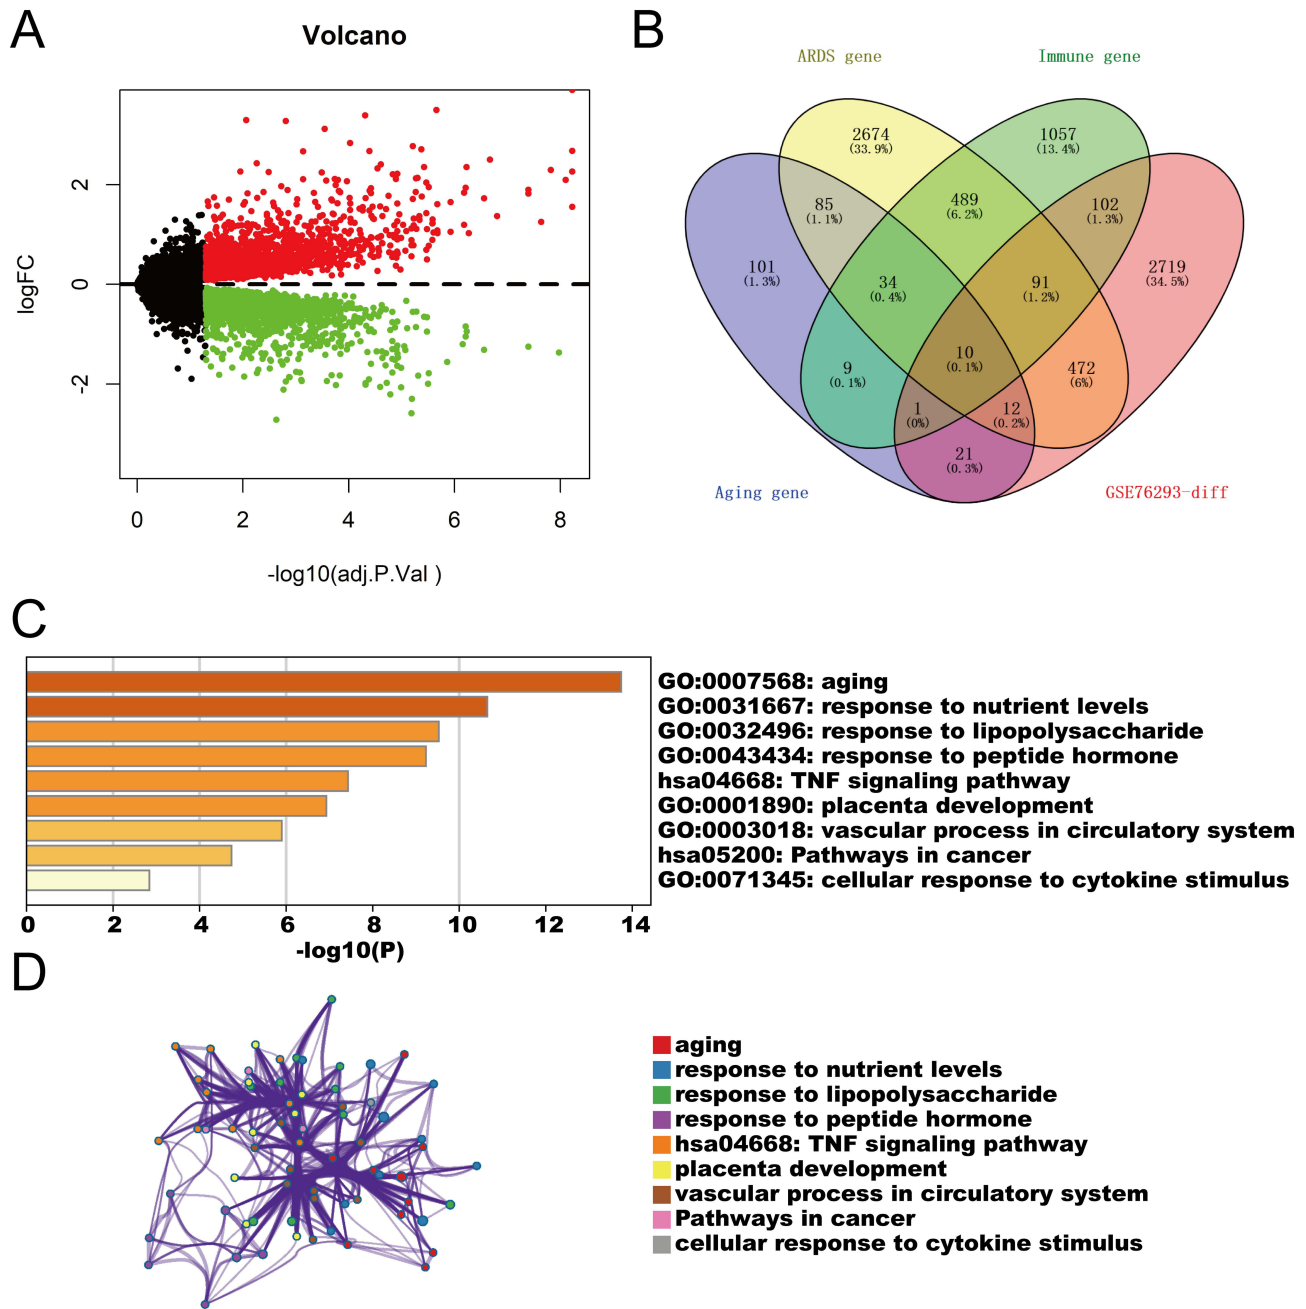 A
Volcano
logFC
2
0
-2
0 2 4 6 8
-log10(adj.P.Val )
B
ARDS gene
Immune gene
2674
(33.9%)
1057
(13.4%)
85
(1.1%)
489
(6.2%)
102
(1.3%)
101
(1.3%)
34
(0.4%)
91
(1.2%)
2719
(34.5%)
9
(0.1%)
10
(0.1%)
472
(6%)
1
(0%)
12
(0.2%)
21
(0.3%)
Aging gene
GSE76293-diff
C
GO:0007568: aging
GO:0031667: response to nutrient levels
GO:0032496: response to lipopolysaccharide
GO:0043434: response to peptide hormone
hsa04668: TNF signaling pathway
GO:0001890: placenta development
GO:0003018: vascular process in circulatory system
hsa05200: Pathways in cancer
GO:0071345: cellular response to cytokine stimulus
0 2 4 6 8 10 12 14
-log10(P)
D
aging
response to nutrient levels
response to lipopolysaccharide
response to peptide hormone
hsa04668: TNF signaling pathway
placenta development
vascular process in circulatory system
Pathways in cancer
cellular response to cytokine stimulus